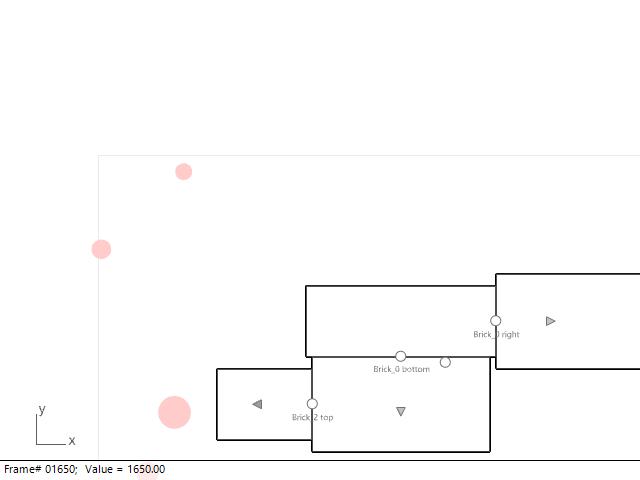 Brick_0 right
Brick_0 bottom
y
Brick_2 top
x
Frame# 01650; Value = 1650.00